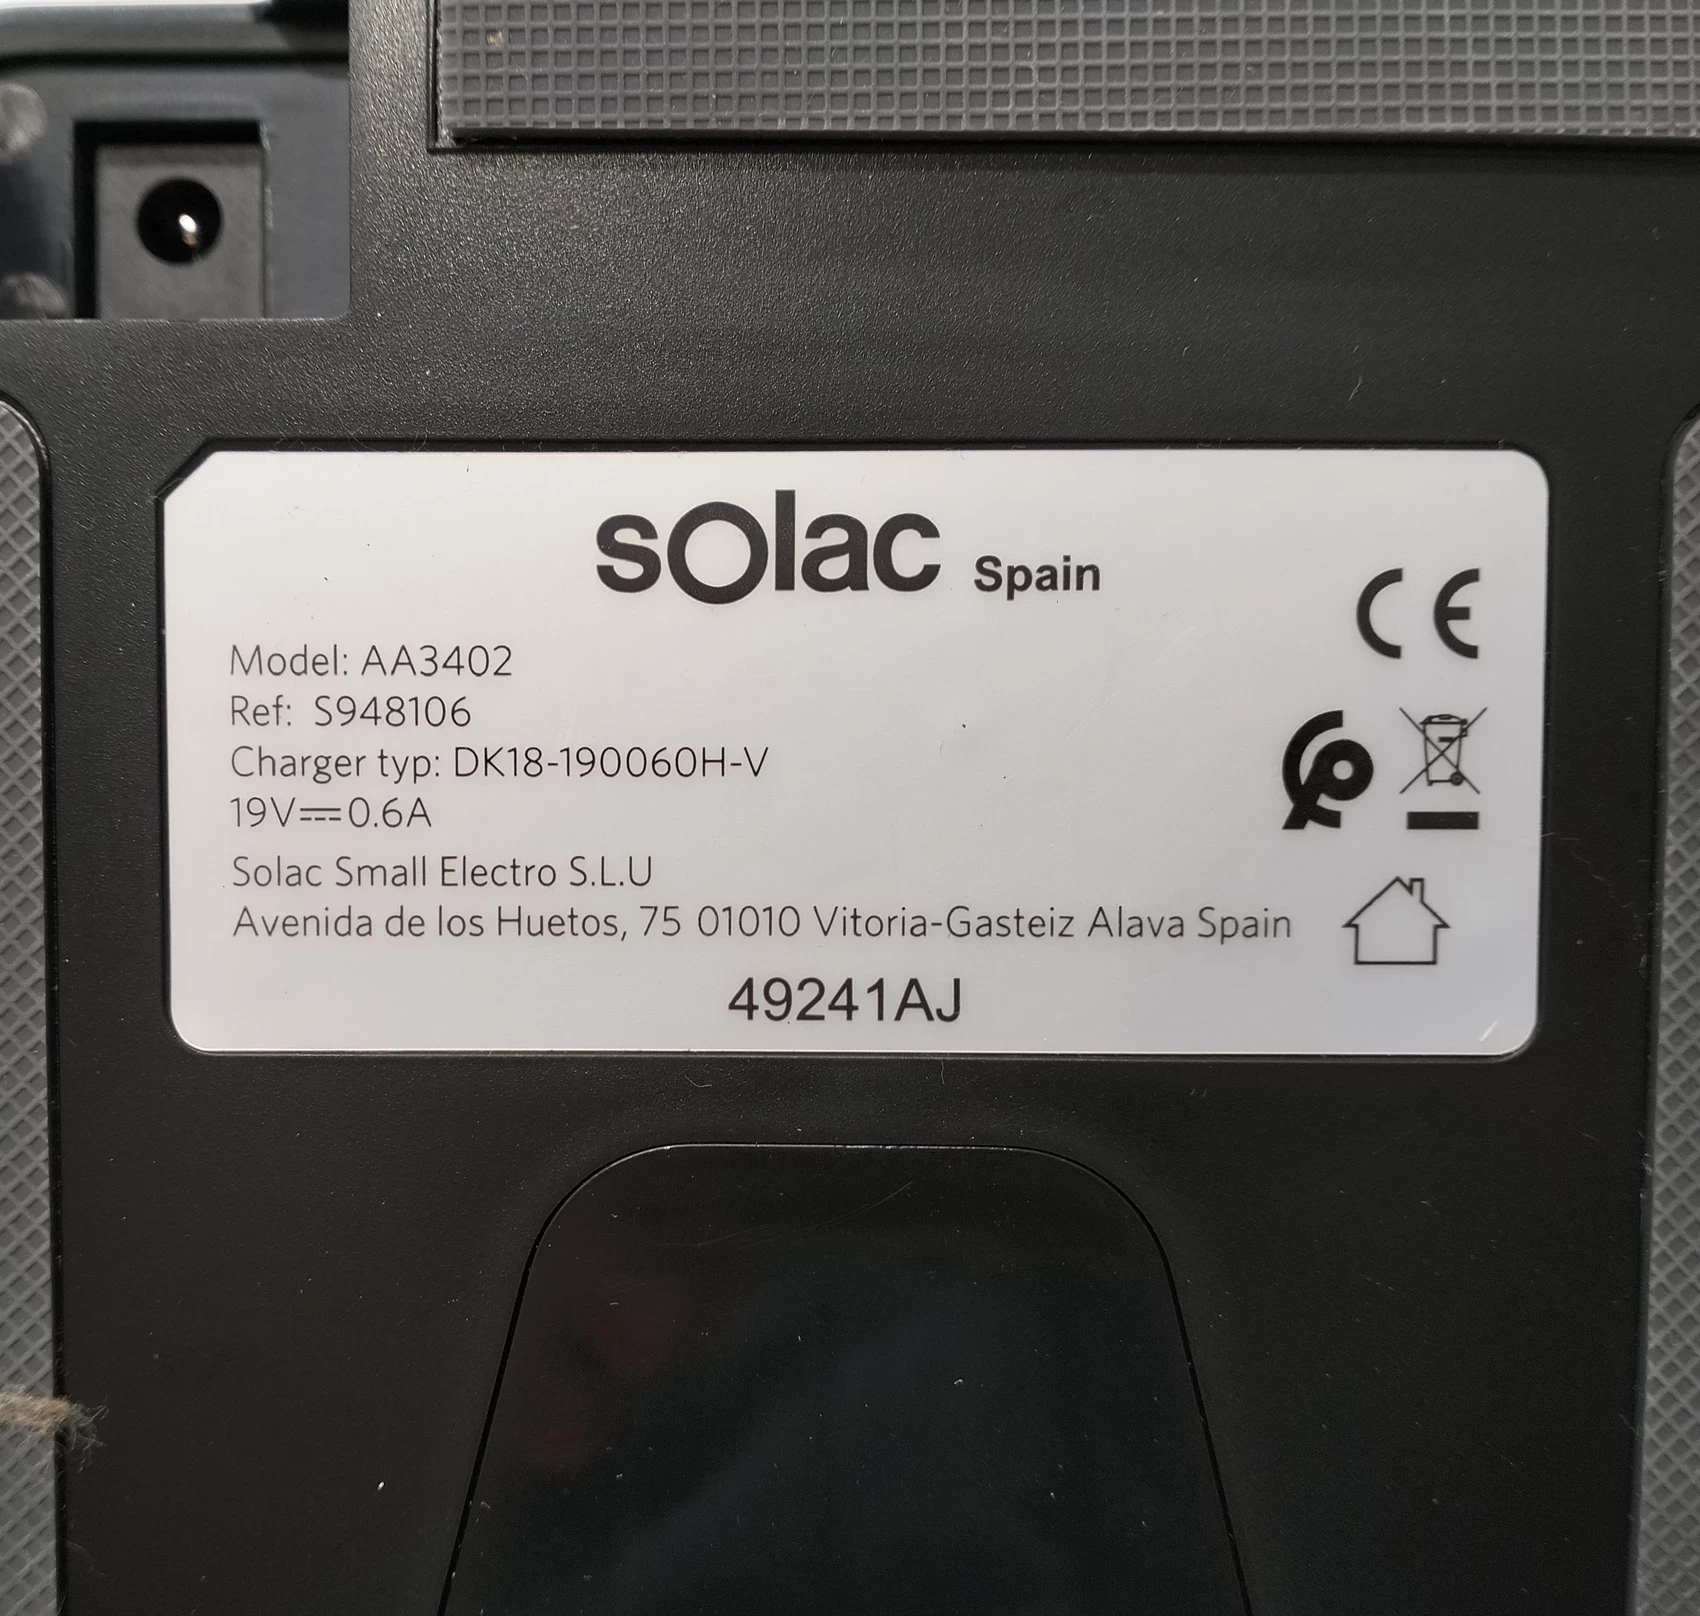 solac Spain
Model: AA3402
Ref: S948106
Charger typ: DK18-190060H-V
19V⎓0.6A
Solac Small Electro S.L.U
Avenida de los Huetos, 75 01010 Vitoria-Gasteiz Alava Spain
49241AJ
CE